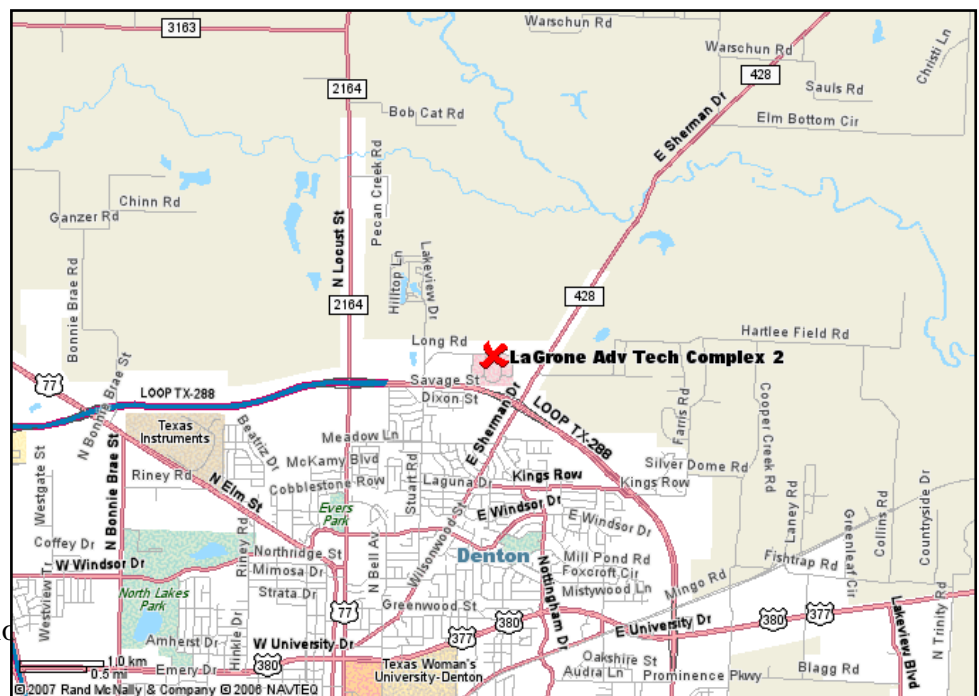 Warschun Rd
3163
Warschun Rd
Christi Ln
428
2164
Sauls Rd
Bob Cat Rd
Elm Bottom Cir
E Sherman Dr
Pecan Creek Rd
Chinn Rd
Ganzer Rd
N Locust St
Bonnie Brae Rd
Hilltop Ln
Lakeview Dr
428
2164
Long Rd
Hartlee Field Rd
LaGrone Adv Tech Complex 2
77
Savage St
LOOP TX-288
Dixon St
N Bonnie Brae St
E Sherman Dr
LOOP TX-288
Farris Rd
Cooper Creek Rd
Texas
Instruments
Beatriz Dr
Meadow Ln
Westgate St
McKamy Blvd
Silver Dome Rd
Riney Rd
Cobblestone Row
Stuart Rd
Laguna Dr
Kings Row
Kings Row
N Elm St
N Bonnie Brae St
Evers
Park
E Windsor Dr
E Windsor Dr
Laney Rd
Greenleaf Cir
Collins Rd
Countryside Dr
Coffey Dr
Riney Rd
Northridge St
N Bell Av
Wilsonwood St
Denton
Mill Pond Rd
Fishtrap Rd
W Windsor Dr
Mimosa Dr
Foxcroft Cir
Nottingham Dr
Mistywood Ln
Mingo Rd
Westview Tr
North Lakes
Park
Strata Dr
77
Greenwood St
377
380
380
377
Amherst Dr
Hinkle Dr
W University Dr
377
E University Dr
Lakeview Blvd
N Trinity Rd
1.0 km
0.5 mi
Emery Dr
380
Texas Woman's
University-Denton
Oakshire St
Audra Ln
Prominence Pkwy
Blagg Rd
©2007 Rand McNally & Company ©2006 NAVTEQ